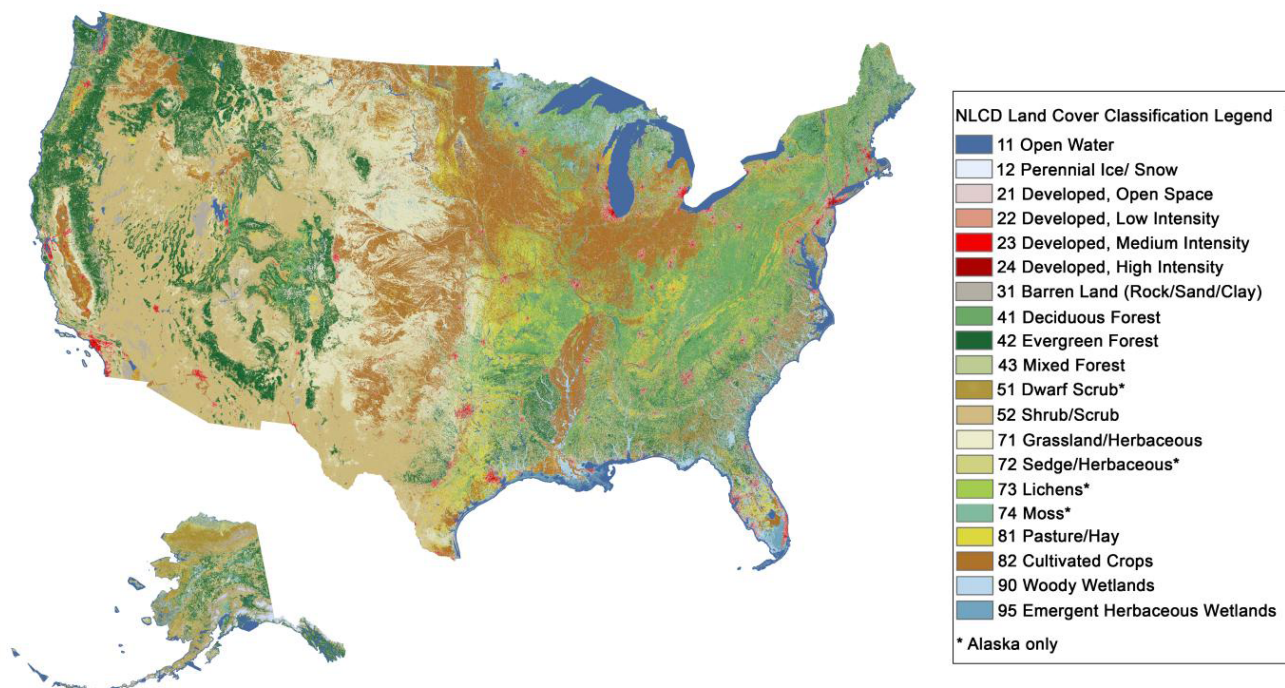 NLCD Land Cover Classification Legend
11 Open Water
12 Perennial Ice/ Snow
21 Developed, Open Space
22 Developed, Low Intensity
23 Developed, Medium Intensity
24 Developed, High Intensity
31 Barren Land (Rock/Sand/Clay)
41 Deciduous Forest
42 Evergreen Forest
43 Mixed Forest
51 Dwarf Scrub*
52 Shrub/Scrub
71 Grassland/Herbaceous
72 Sedge/Herbaceous*
73 Lichens*
74 Moss*
81 Pasture/Hay
82 Cultivated Crops
90 Woody Wetlands
95 Emergent Herbaceous Wetlands
* Alaska only